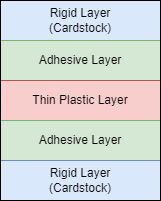 Rigid Layer
(Cardstock)
Adhesive Layer
Thin Plastic Layer
Adhesive Layer
Rigid Layer
(Cardstock)